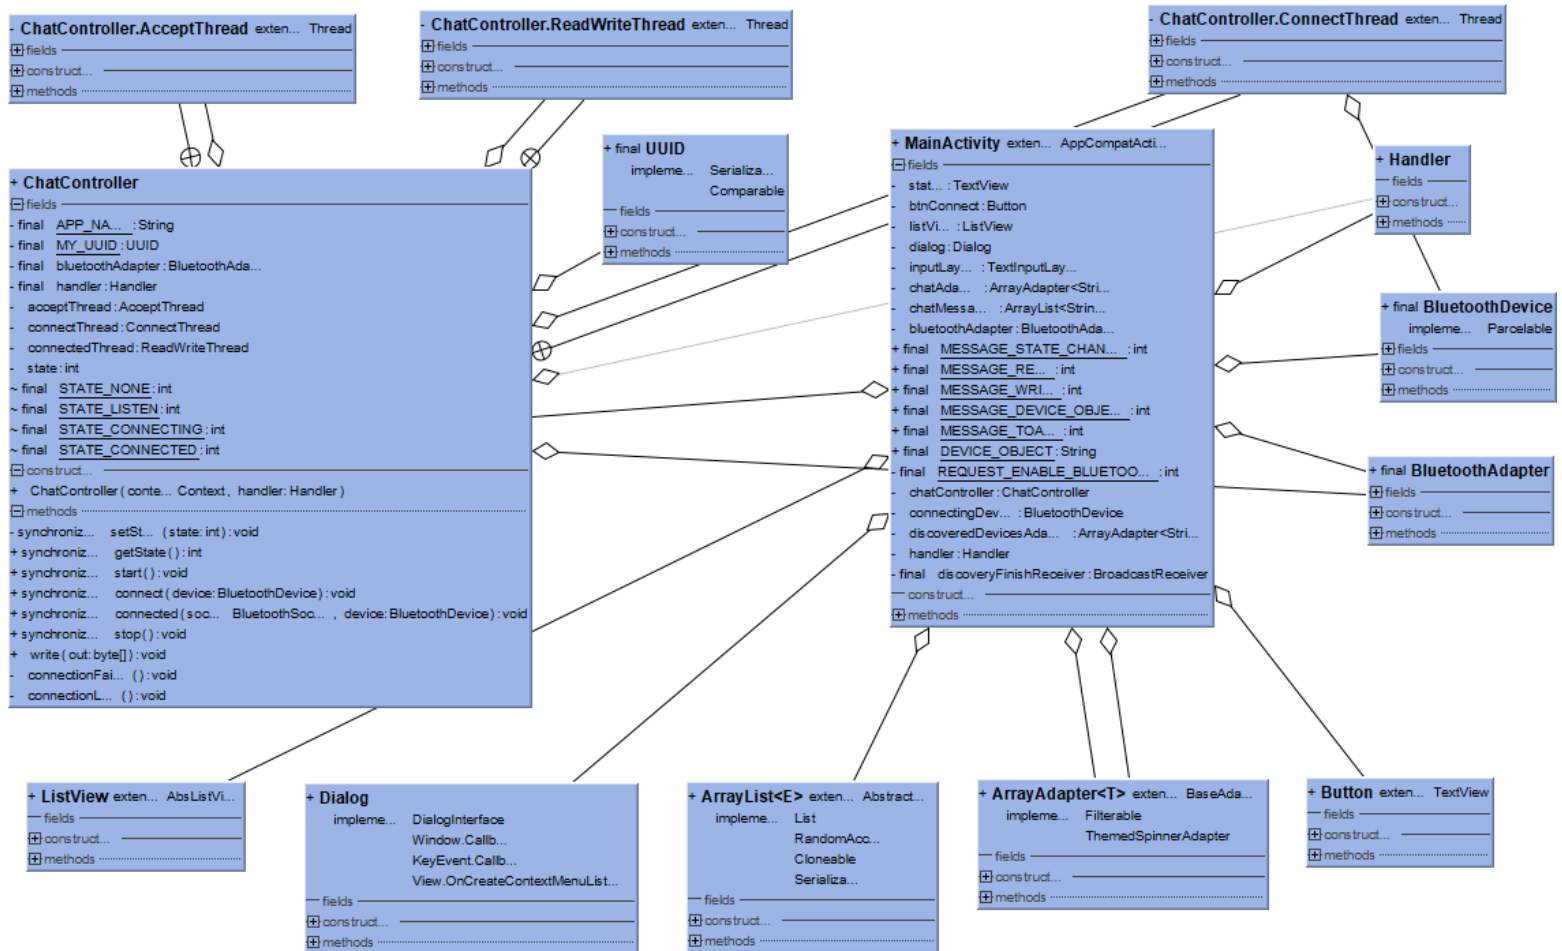 - ChatController.AcceptThread exten... Thread
fields
construct...
methods
- ChatController.ReadWriteThread exten... Thread
fields
construct...
methods
- ChatController.ConnectThread exten... Thread
fields
construct...
methods
+ ChatController
fields
- final APP_NA... : String
- final MY_UUID : UUID
- final bluetoothAdapter : BluetoothAda...
- final handler : Handler
- acceptThread : AcceptThread
- connectThread : ConnectThread
- connectedThread : ReadWriteThread
- state : int
~ final STATE_NONE : int
~ final STATE_LISTEN : int
~ final STATE_CONNECTING : int
~ final STATE_CONNECTED : int
construct...
+ ChatController ( conte... Context , handler: Handler )
methods
- synchroniz... setSt... ( state: int ) : void
+ synchroniz... getState ( ) : int
+ synchroniz... start ( ) : void
+ synchroniz... connect ( device: BluetoothDevice ) : void
+ synchroniz... connected ( soc... BluetoothSoc... , device: BluetoothDevice ) : void
+ synchroniz... stop ( ) : void
+ write ( out: byte[] ) : void
- connectionFai... ( ) : void
- connectionL... ( ) : void
+ final UUID
impleme... Serializa...
Comparable
fields
construct...
methods
+ MainActivity exten... AppCompatActi...
fields
- stat... : TextView
- btnConnect : Button
- listVi... : ListView
- dialog : Dialog
- inputLay... : TextInputLay...
- chatAda... : ArrayAdapter<Stri...
- chatMessa... : ArrayList<Strin...
- bluetoothAdapter : BluetoothAda...
+ final MESSAGE_STATE_CHAN... : int
+ final MESSAGE_RE... : int
+ final MESSAGE_WRI... : int
+ final MESSAGE_DEVICE_OBJE... : int
+ final MESSAGE_TOA... : int
+ final DEVICE_OBJECT : String
- final REQUEST_ENABLE_BLUETOO... : int
- chatController : ChatController
- connectingDev... : BluetoothDevice
- discoveredDevicesAda... : ArrayAdapter<Stri...
- handler : Handler
- final discoveryFinishReceiver : BroadcastReceiver
construct...
methods
+ Handler
fields
construct...
methods
+ final BluetoothDevice
impleme... Parcelable
fields
construct...
methods
+ final BluetoothAdapter
fields
construct...
methods
+ ListView exten... AbsListVi...
fields
construct...
methods
+ Dialog
impleme... DialogInterface
Window.Callb...
KeyEvent.Callb...
View.OnCreateContextMenuList...
fields
construct...
methods
+ ArrayList<E> exten... Abstract...
impleme... List
RandomAcc...
Cloneable
Serializa...
fields
construct...
methods
+ ArrayAdapter<T> exten... BaseAda...
impleme... Filterable
ThemedSpinnerAdapter
fields
construct...
methods
+ Button exten... TextView
fields
construct...
methods